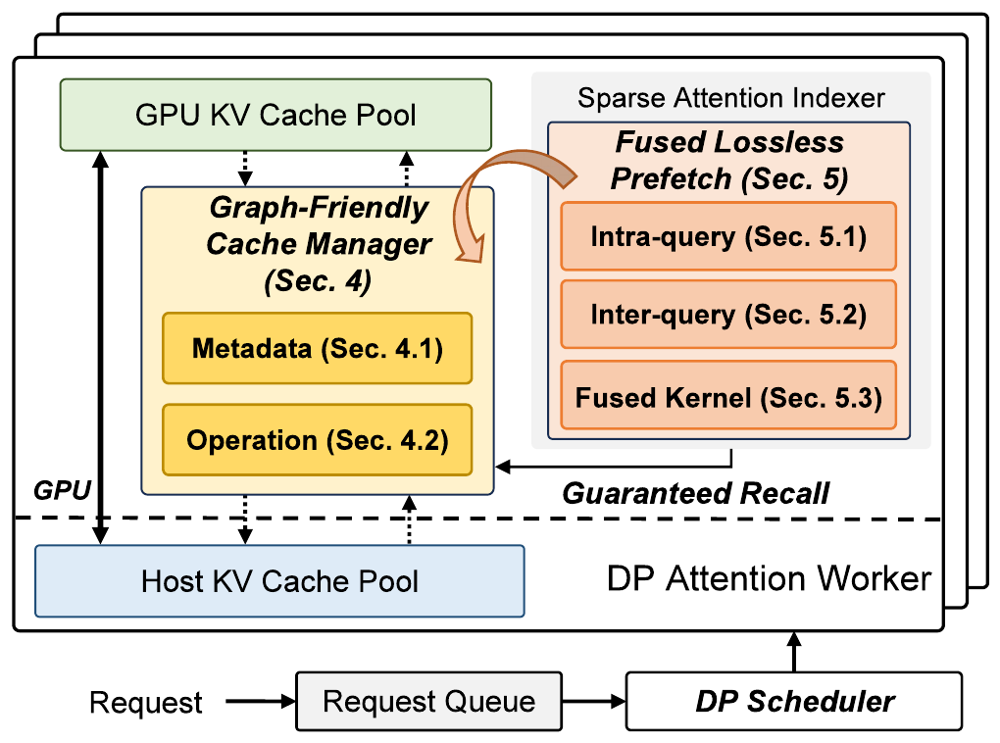 GPU KV Cache Pool
Sparse Attention Indexer
Fused Lossless
Prefetch (Sec. 5)
Intra-query (Sec. 5.1)
Inter-query (Sec. 5.2)
Fused Kernel (Sec. 5.3)
Graph-Friendly
Cache Manager
(Sec. 4)
Metadata (Sec. 4.1)
Operation (Sec. 4.2)
GPU
Guaranteed Recall
Host KV Cache Pool
DP Attention Worker
Request
Request Queue
DP Scheduler